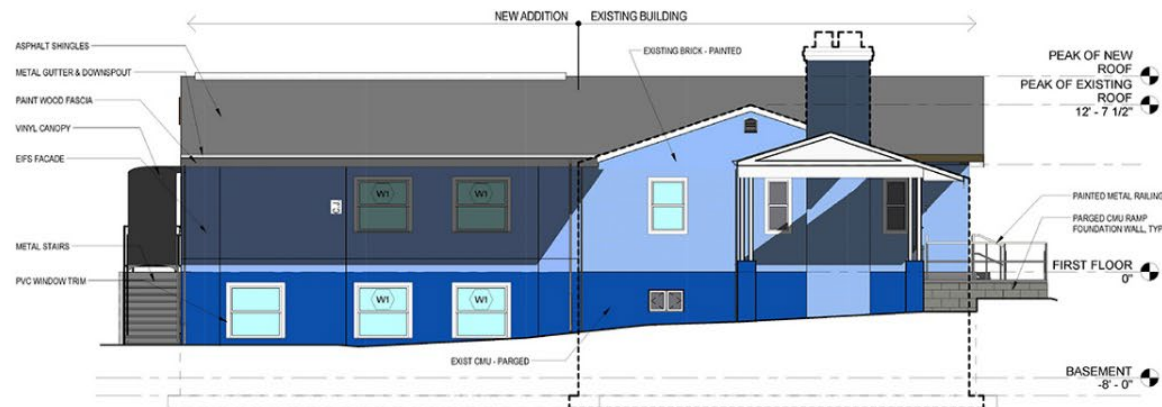 NEW ADDITION
EXISTING BUILDING
ASPHALT SHINGLES
METAL GUTTER & DOWNSPOUT
PAINT WOOD FASCIA
VINYL CANOPY
EIFS FACADE
METAL STAIRS
PVC WINDOW TRIM
EXISTING BRICK - PAINTED
W1
W1
W1
W1
EXIST CMU - PARGED
PEAK OF NEW
ROOF
PEAK OF EXISTING
ROOF
12' - 7 1/2"
PAINTED METAL RAILING
PARGED CMU RAMP
FOUNDATION WALL, TYP
FIRST FLOOR
0"
BASEMENT
-8' - 0"